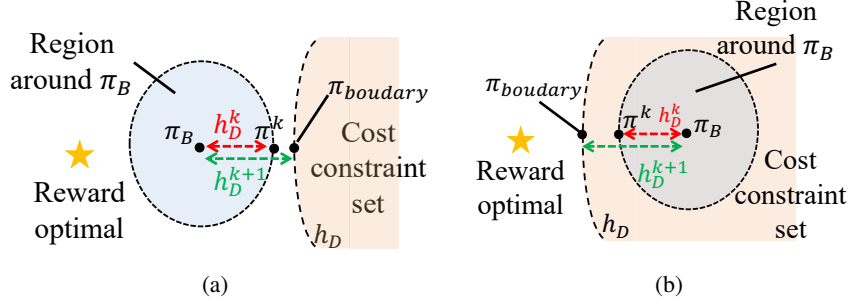 Region
around π_B
π_boudary
π_B
h_D^k
π^k
h_D^{k+1}
Cost
constraint
set
Reward
optimal
h_D
(a)
Region
around π_B
π_boudary
π^k
h_D^k
π_B
h_D^{k+1}
Reward
optimal
Cost
constraint
set
h_D
(b)